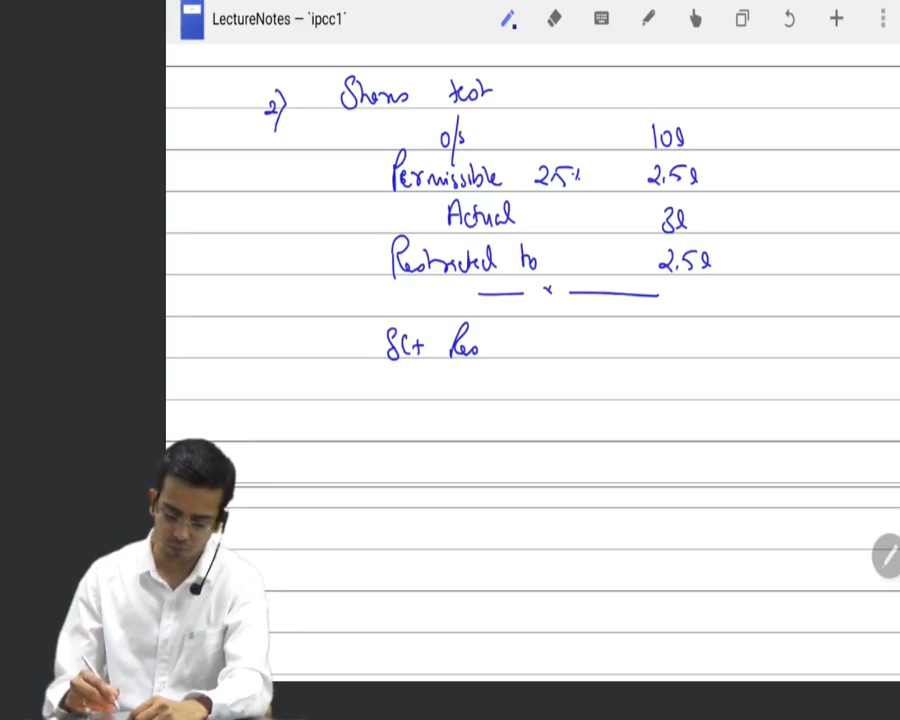 LectureNotes – `ipcc1´
2) Shares test
o/s 10l
Permissible 25% 2.5l
Actual 3l
Restricted to 2.5l
x
SC + Res